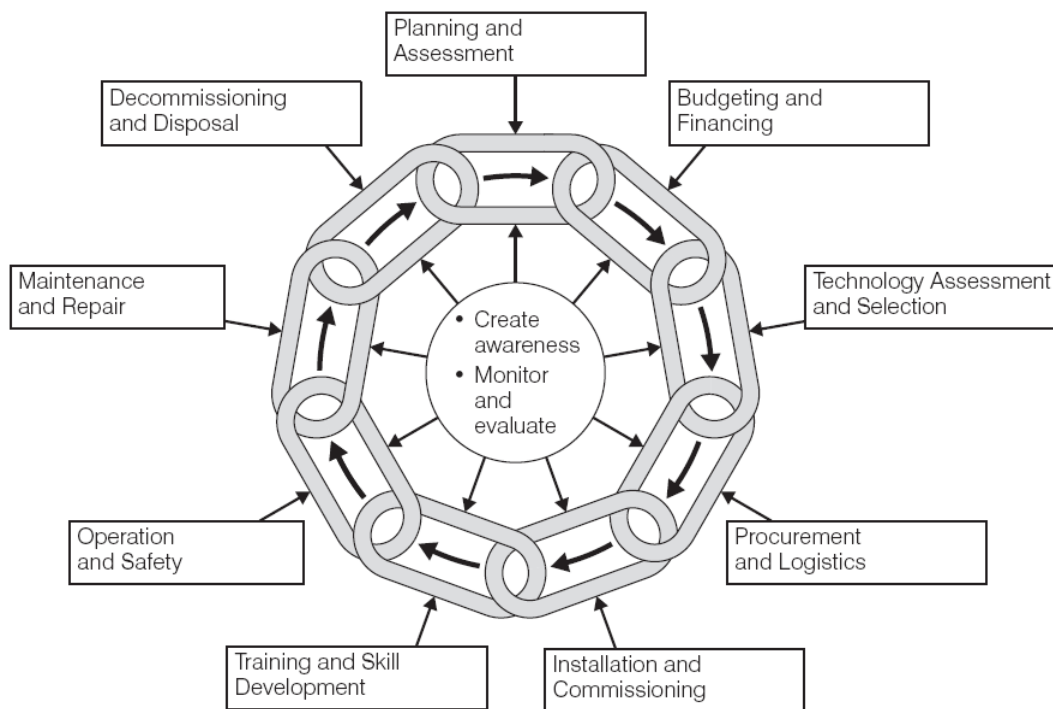 Planning and
Assessment
Budgeting and
Financing
Technology Assessment
and Selection
Procurement
and Logistics
Installation and
Commissioning
Training and Skill
Development
Operation
and Safety
Maintenance
and Repair
Decommissioning
and Disposal
• Create
awareness
• Monitor
and
evaluate